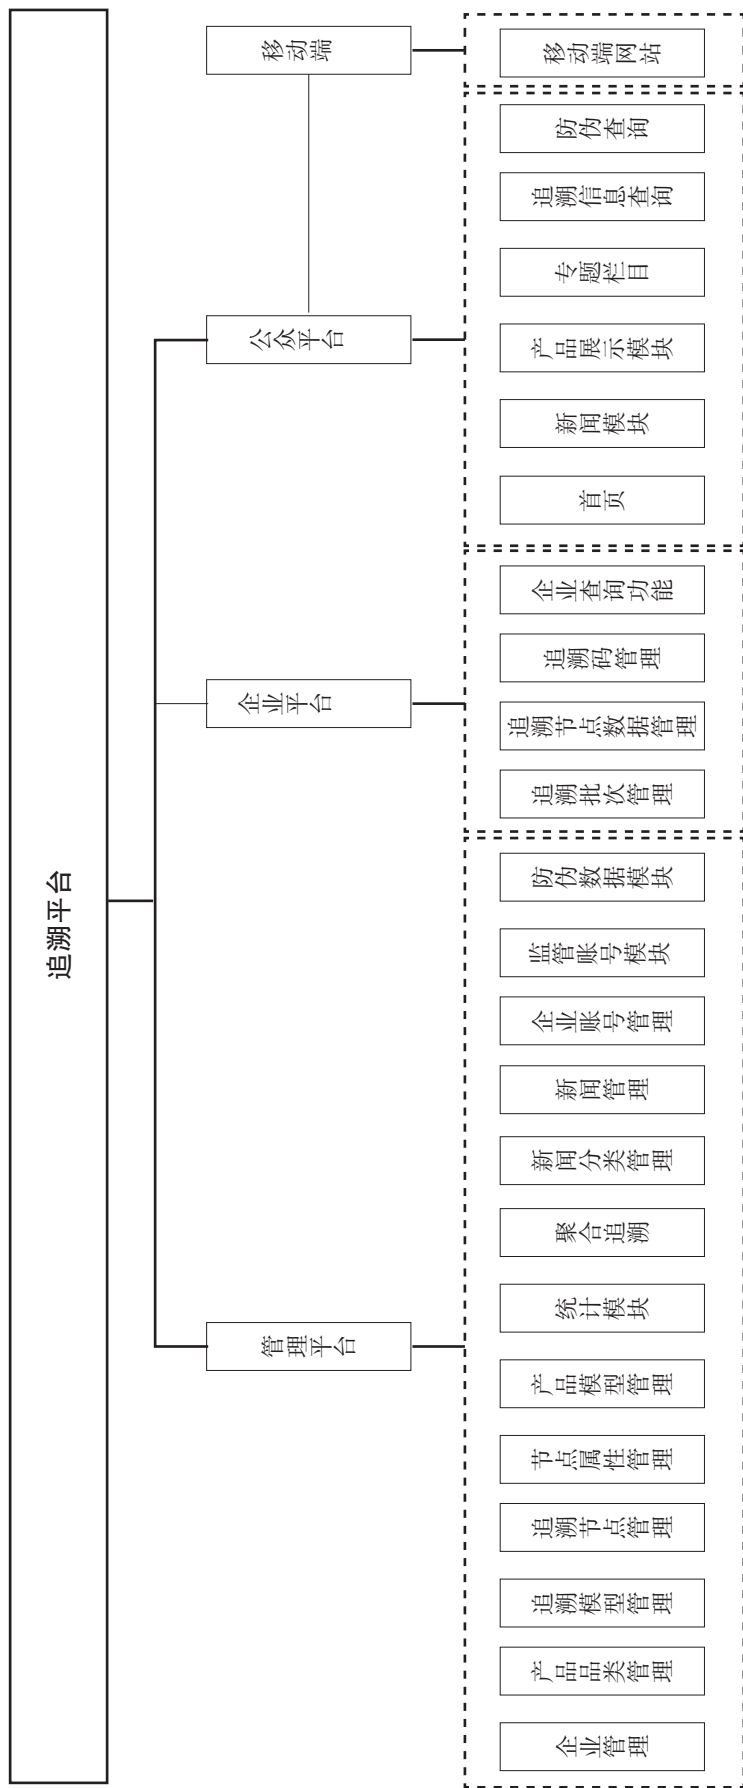 追溯平台
管理平台
企业平台
公众平台
移动端
企业管理
产品品类管理
追溯模型管理
追溯节点管理
节点属性管理
产品模型管理
统计模块
聚合追溯
新闻分类管理
新闻管理
企业账号管理
监管账号模块
防伪数据模块
追溯批次管理
追溯节点数据管理
追溯码管理
企业查询功能
首页
新闻模块
产品展示模块
专题栏目
追溯信息查询
防伪查询
移动端网站